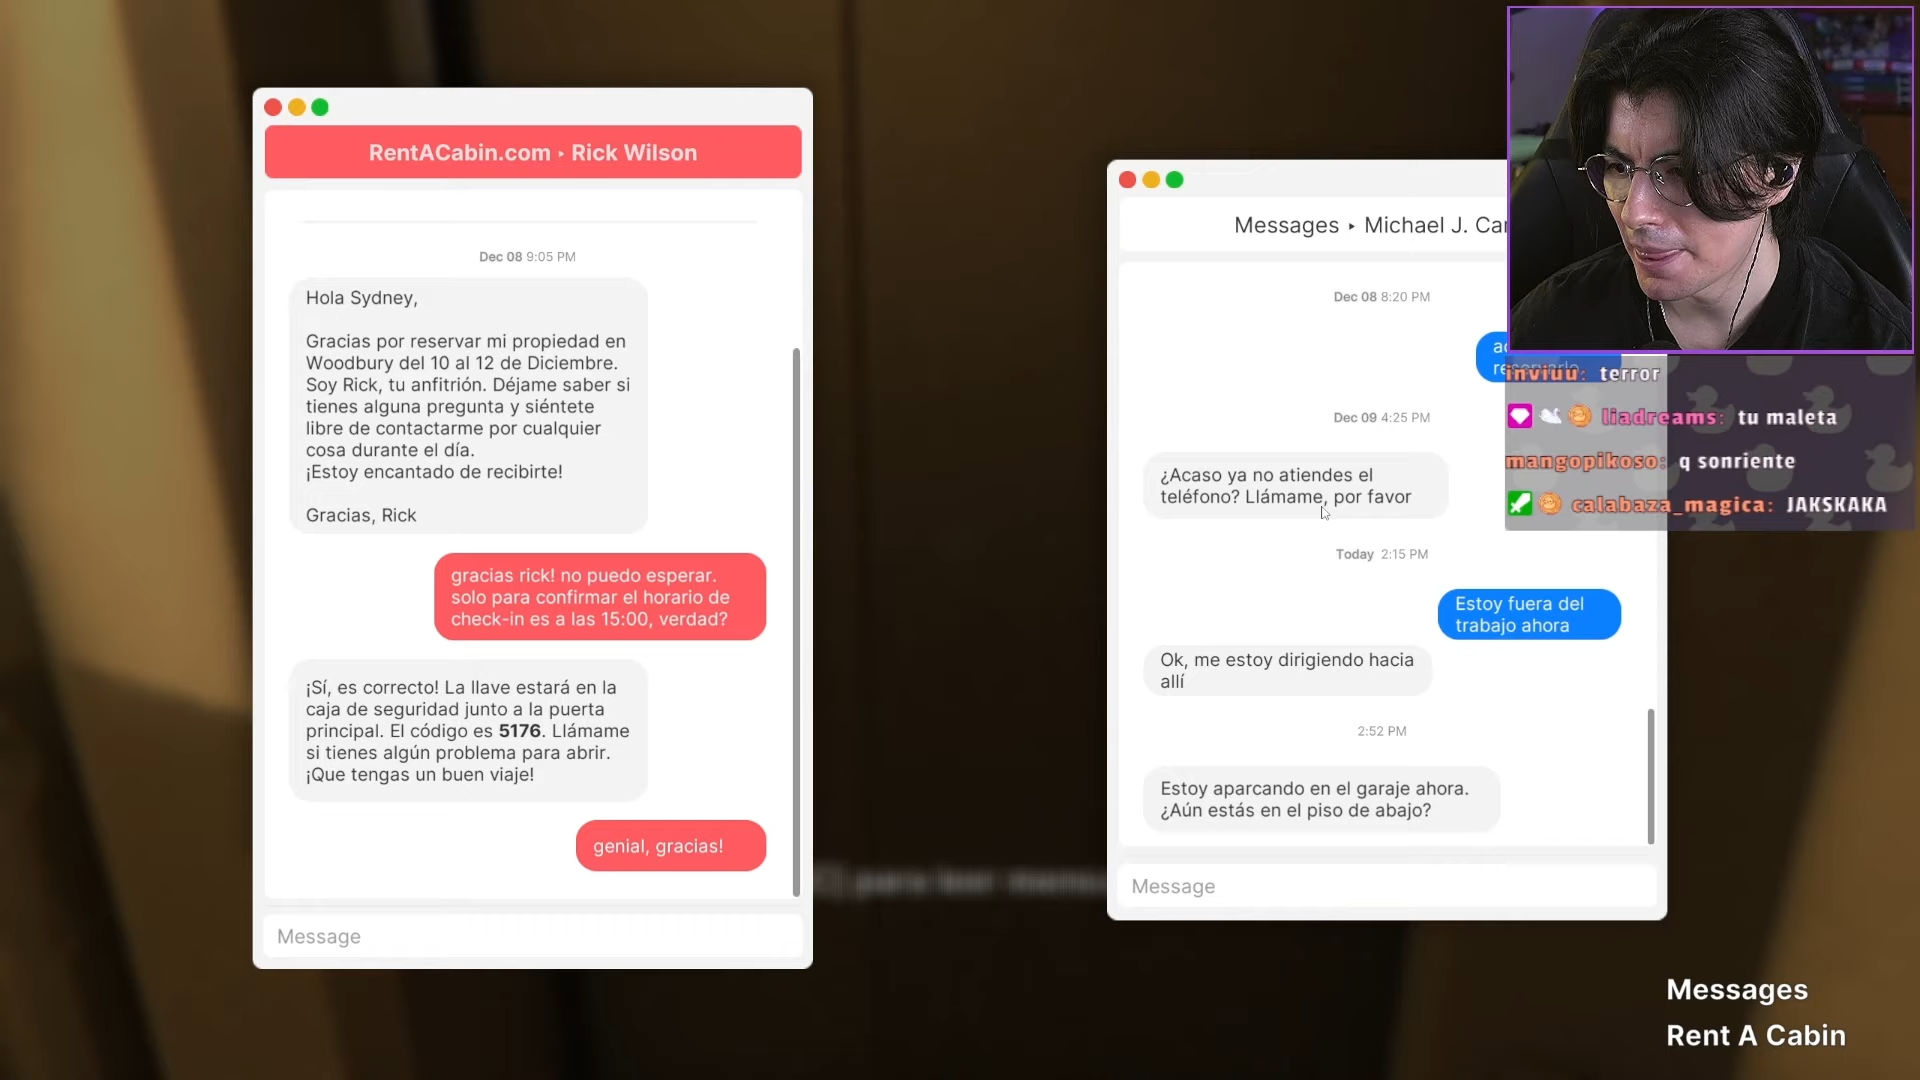 RentACabin.com ▸ Rick Wilson
Dec 08 9:05 PM
Hola Sydney,
Gracias por reservar mi propiedad en
Woodbury del 10 al 12 de Diciembre.
Soy Rick, tu anfitrión. Déjame saber si
tienes alguna pregunta y siéntete
libre de contactarme por cualquier
cosa durante el día.
¡Estoy encantado de recibirte!
Gracias, Rick
gracias rick! no puedo esperar.
solo para confirmar el horario de
check-in es a las 15:00, verdad?
¡Sí, es correcto! La llave estará en la
caja de seguridad junto a la puerta
principal. El código es 5176. Llámame
si tienes algún problema para abrir.
¡Que tengas un buen viaje!
genial, gracias!
Message
Messages ▸ Michael J.
Dec 08 8:20 PM
Dec 09 4:25 PM
¿Acaso ya no atiendes el
teléfono? Llámame, por favor
Today 2:15 PM
Estoy fuera del
trabajo ahora
Ok, me estoy dirigiendo hacia
allí
2:52 PM
Estoy aparcando en el garaje ahora.
¿Aún estás en el piso de abajo?
Message
inviuu: terror
liadreams: tu maleta
mangopikoso: q sonriente
calabaza_magica: JAKSKAKA
para leer
Messages
Rent A Cabin